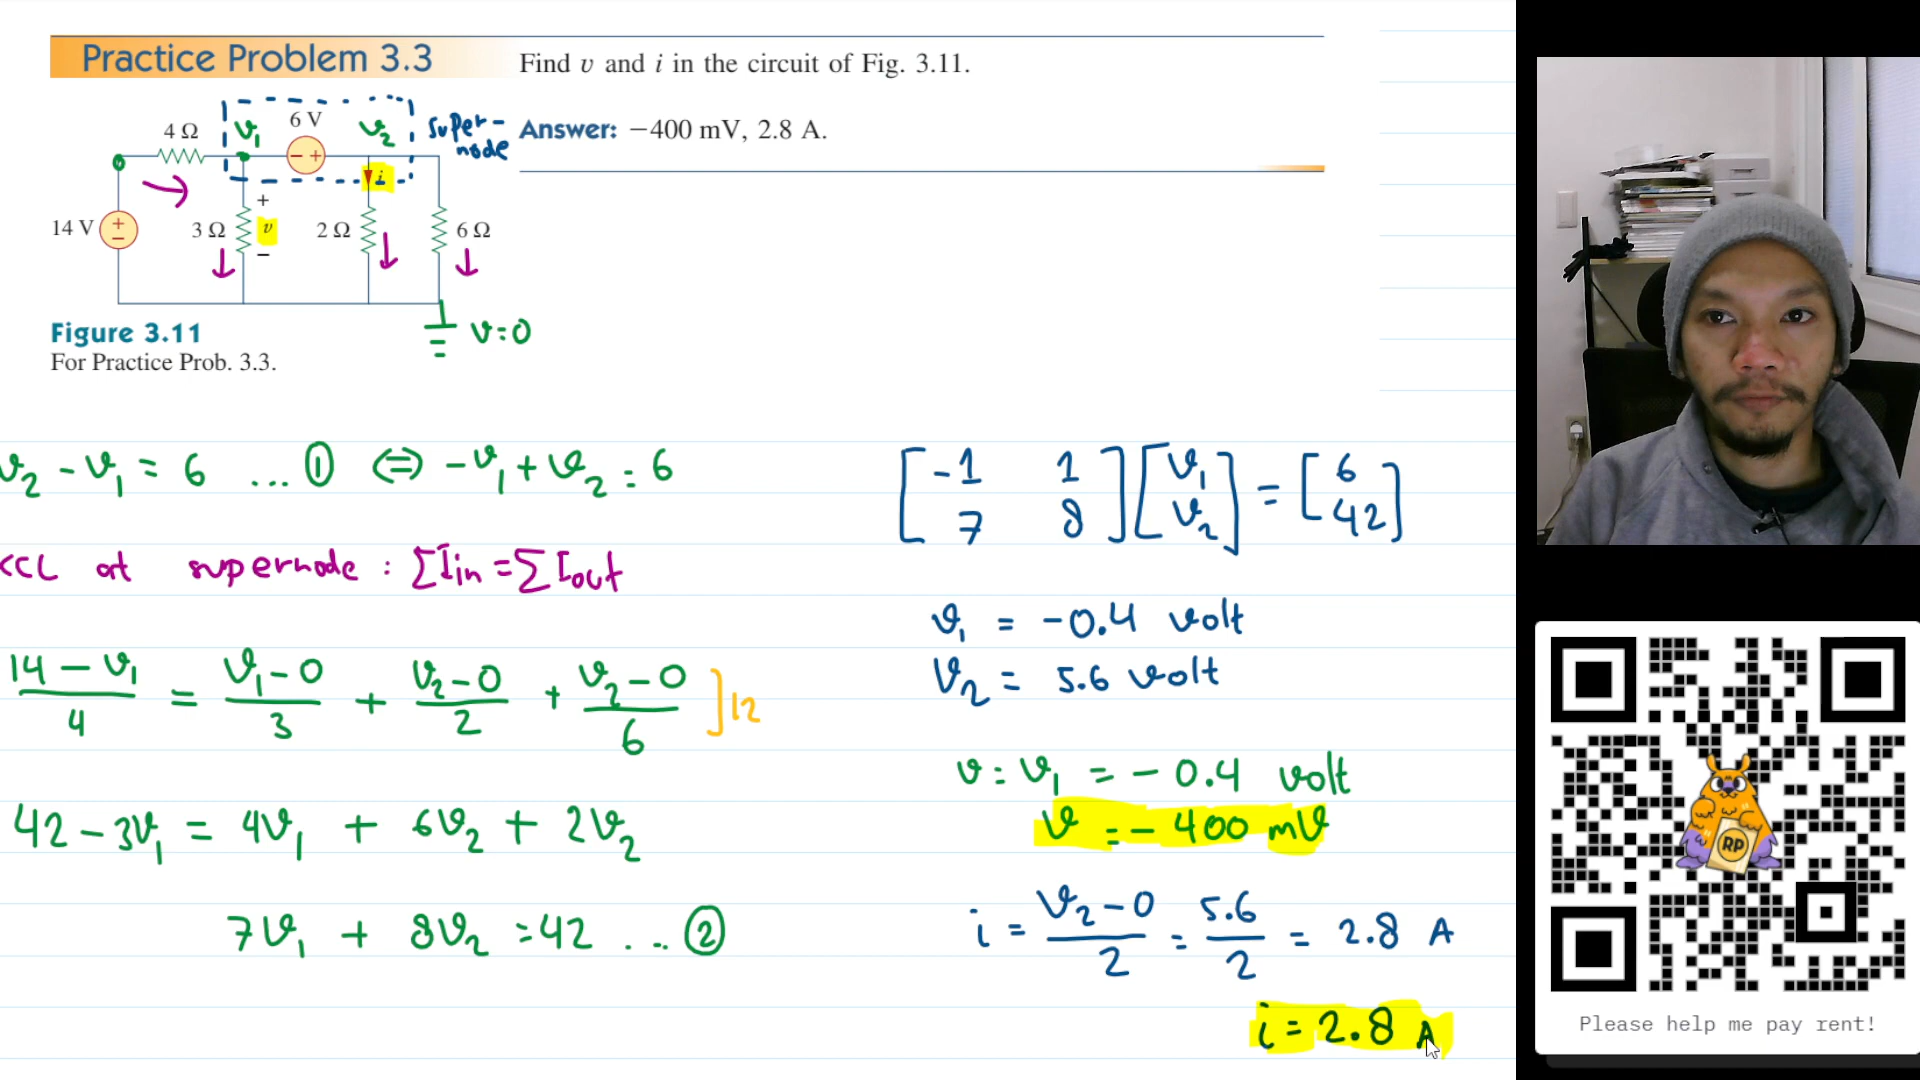 Practice Problem 3.3
Find v and i in the circuit of Fig. 3.11.
Answer: −400 mV, 2.8 A.
4 Ω
v₁
6 V
v₂
super-
node
− +
i
14 V
+
−
3 Ω
+
v
−
2 Ω
6 Ω
v=0
Figure 3.11
For Practice Prob. 3.3.
v₂ - v₁ = 6 ... ① ⇔ -v₁ + v₂ = 6
KCL at supernode : ΣIin = ΣIout
14 - v₁ / 4 = v₁ - 0 / 3 + v₂ - 0 / 2 + v₂ - 0 / 6 ] 12
42 - 3v₁ = 4v₁ + 6v₂ + 2v₂
7v₁ + 8v₂ = 42 ... ②
[-1 1] [v₁] = [6]
[7 8] [v₂] [42]
v₁ = -0.4 volt
v₂ = 5.6 volt
v = v₁ = - 0.4 volt
v = - 400 mV
i = v₂ - 0 / 2 = 5.6 / 2 = 2.8 A
i = 2.8 A
RP
Please help me pay rent!